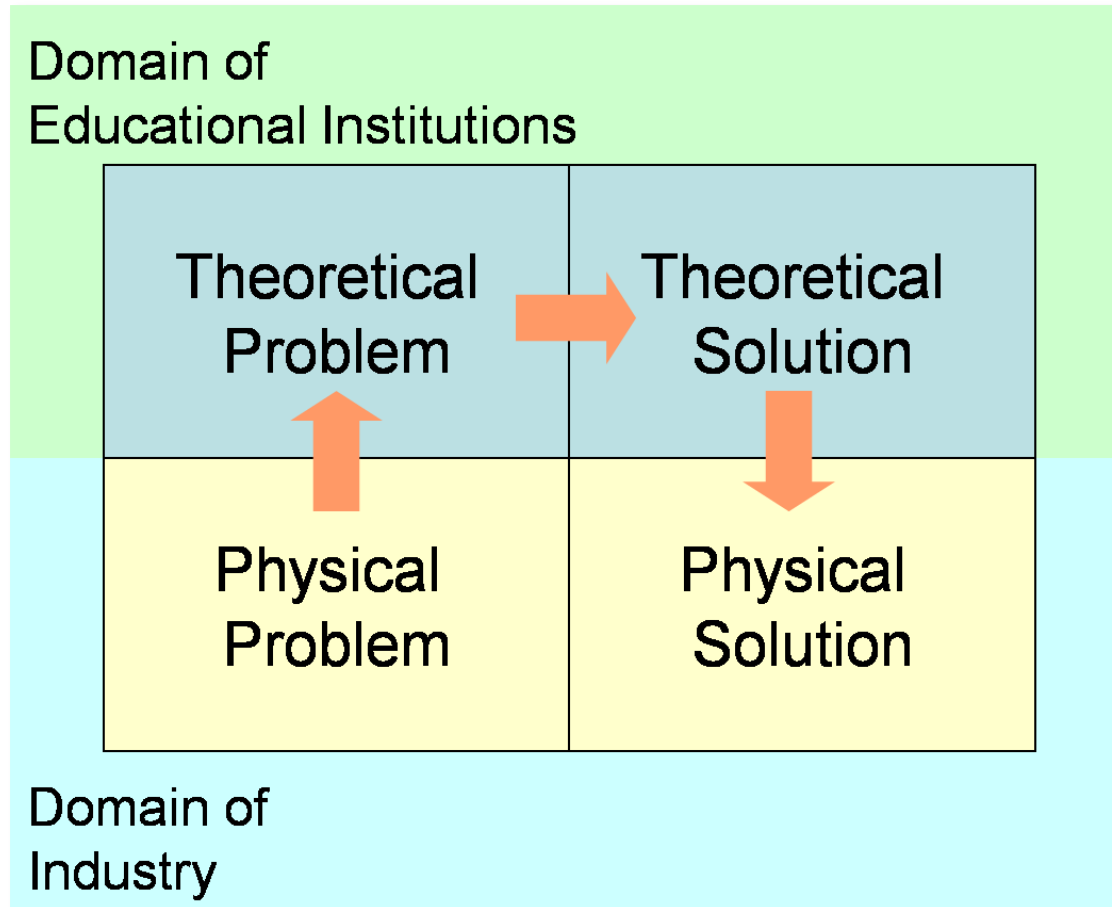 Domain of
Educational Institutions
Theoretical
Problem
Theoretical
Solution
Physical
Problem
Physical
Solution
Domain of
Industry